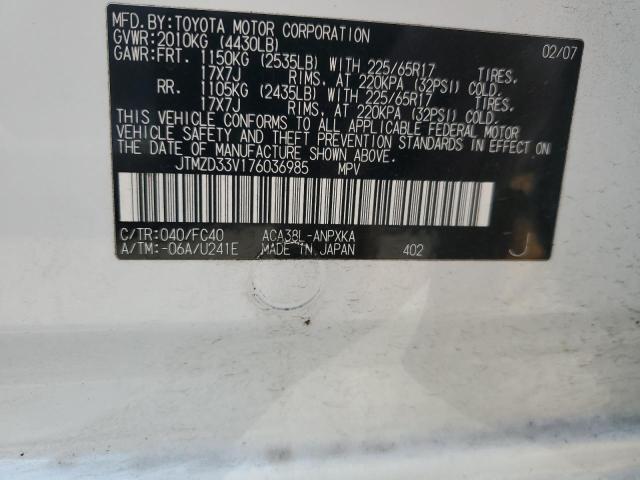 MFD.BY:TOYOTA MOTOR CORPORATION 02/07
GVWR:2010KG (4430LB)
GAWR:FRT. 1150KG (2535LB) WITH 225/65R17 TIRES.
17X7J RIMS, AT 220KPA (32PSI) COLD.
RR. 1105KG (2435LB) WITH 225/65R17 TIRES.
17X7J RIMS, AT 220KPA (32PSI) COLD.
THIS VEHICLE CONFORMS TO ALL APPLICABLE FEDERAL MOTOR
VEHICLE SAFETY AND THEFT PREVENTION STANDARDS IN EFFECT ON
THE DATE OF MANUFACTURE SHOWN ABOVE.
JTMZD33V176036985 MPV
C/TR:040/FC40 ACA38L-ANPXKA
A/TM:-06A/U241E MADE IN JAPAN 402 J